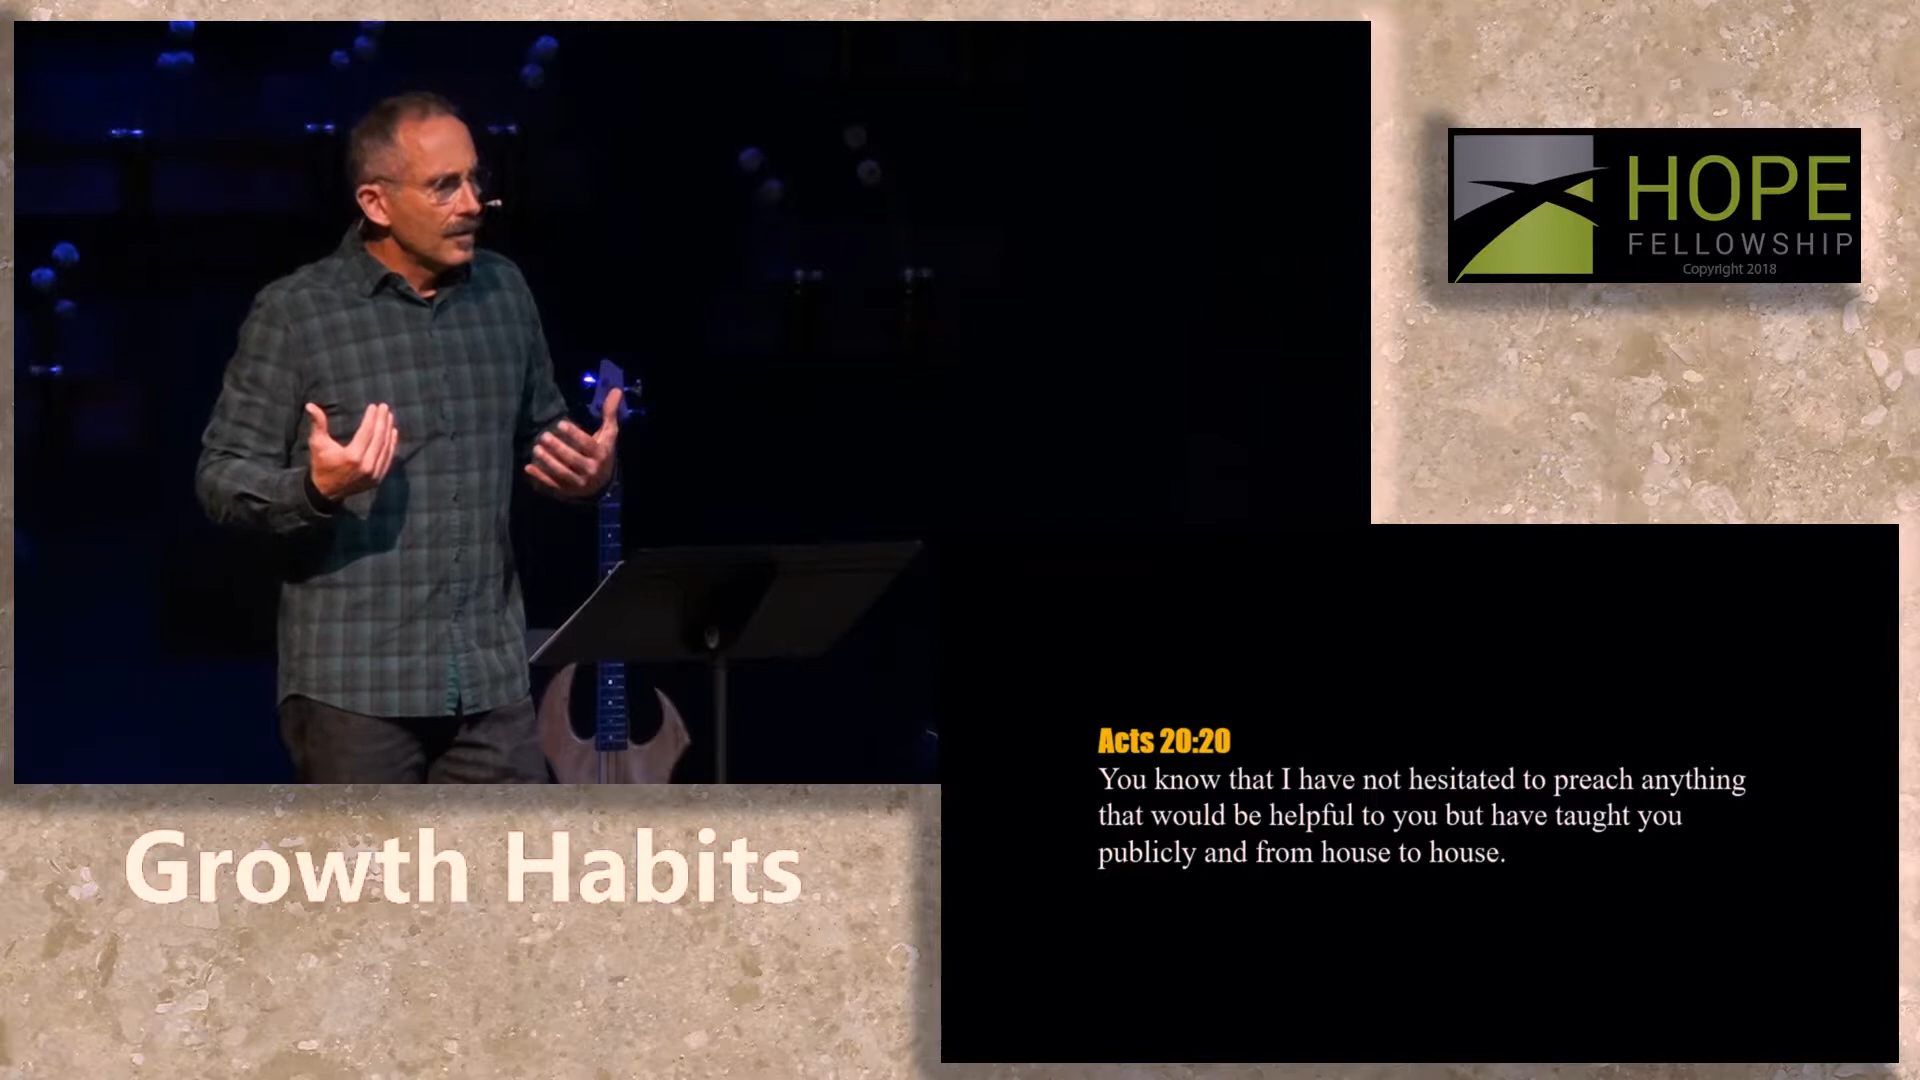 HOPE
FELLOWSHIP
Copyright 2018
Acts 20:20
You know that I have not hesitated to preach anything
that would be helpful to you but have taught you
publicly and from house to house.
Growth Habits